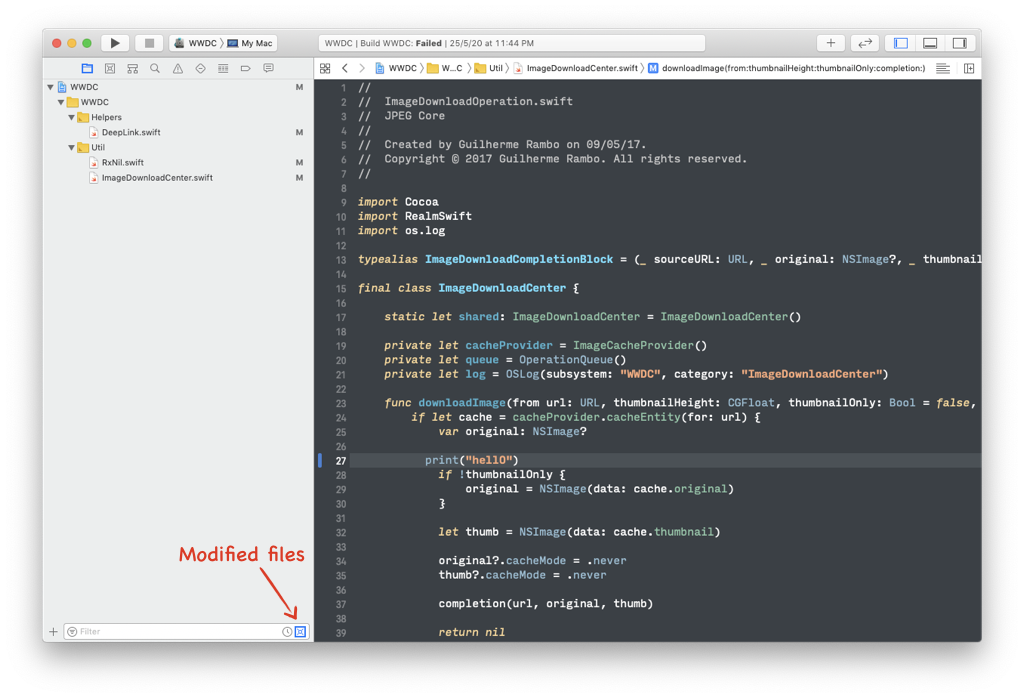 WWDC 〉 My Mac
WWDC | Build WWDC: Failed | 25/5/20 at 11:44 PM
WWDC 〉 W...C 〉 Util 〉 ImageDownloadCenter.swift 〉 M downloadImage(from:thumbnailHeight:thumbnailOnly:completion:)
WWDC M
WWDC
Helpers
DeepLink.swift M
Util
RxNil.swift M
ImageDownloadCenter.swift M
Modified files
Filter
1 //
2 //  ImageDownloadOperation.swift
3 //  JPEG Core
4 //
5 //  Created by Guilherme Rambo on 09/05/17.
6 //  Copyright © 2017 Guilherme Rambo. All rights reserved.
7 //
8
9 import Cocoa
10 import RealmSwift
11 import os.log
12
13 typealias ImageDownloadCompletionBlock = (_ sourceURL: URL, _ original: NSImage?, _ thumbnail
14
15 final class ImageDownloadCenter {
16
17     static let shared: ImageDownloadCenter = ImageDownloadCenter()
18
19     private let cacheProvider = ImageCacheProvider()
20     private let queue = OperationQueue()
21     private let log = OSLog(subsystem: "WWDC", category: "ImageDownloadCenter")
22
23     func downloadImage(from url: URL, thumbnailHeight: CGFloat, thumbnailOnly: Bool = false,
24         if let cache = cacheProvider.cacheEntity(for: url) {
25             var original: NSImage?
26
27           print("hellO")
28             if !thumbnailOnly {
29                 original = NSImage(data: cache.original)
30             }
31
32             let thumb = NSImage(data: cache.thumbnail)
33
34             original?.cacheMode = .never
35             thumb?.cacheMode = .never
36
37             completion(url, original, thumb)
38
39             return nil